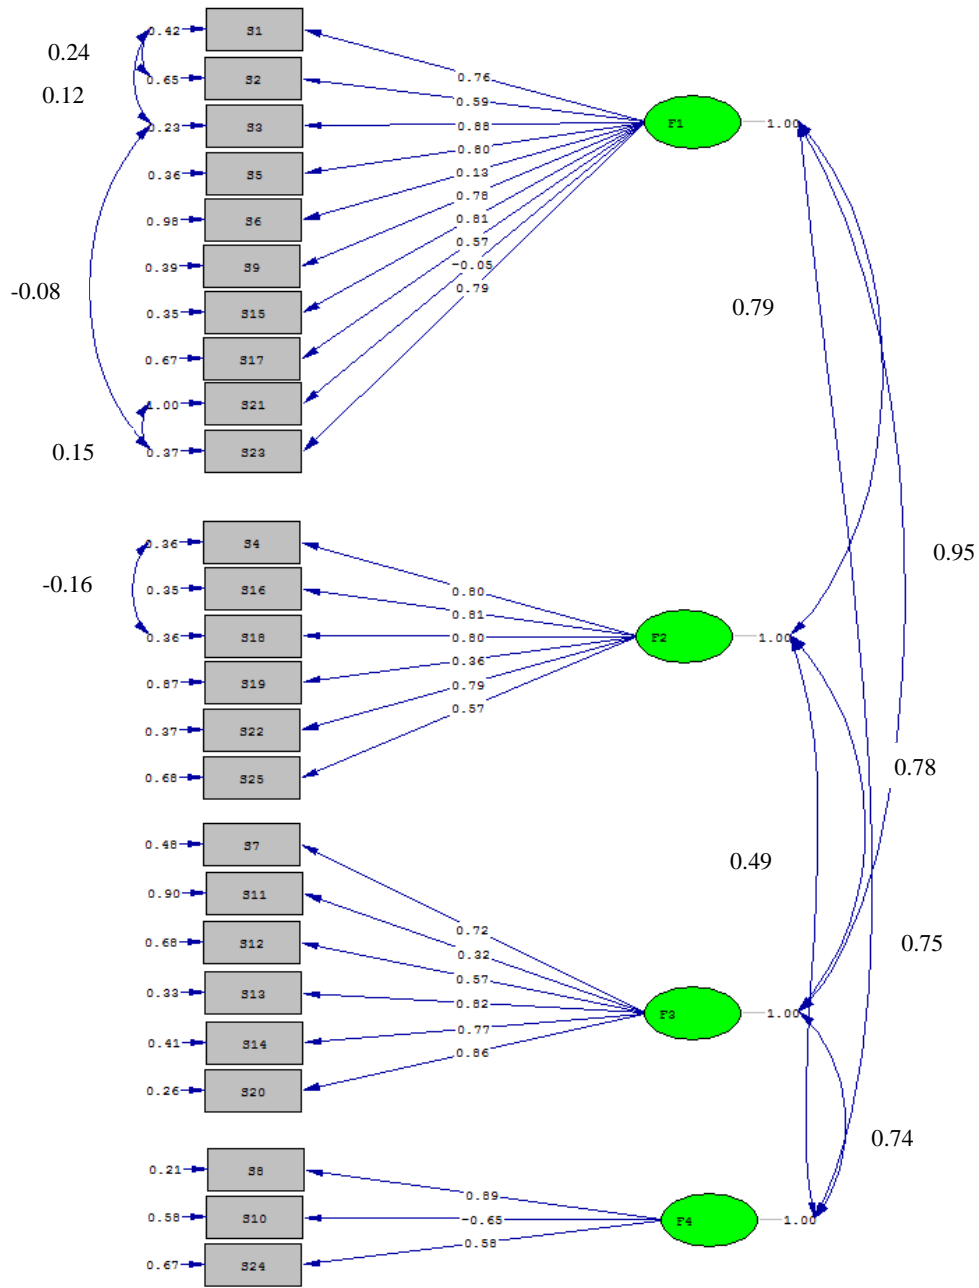 0.42 S1
0.24
0.65 S2
0.76
0.12
0.59
0.23 S3
0.88
F1
1.00
0.36 S5
0.80
0.13
0.98 S6
0.78
0.81
0.39 S9
0.57
-0.05
0.79
-0.08
0.35 S15
0.79
0.67 S17
1.00 S21
0.15
0.37 S23
0.36 S4
0.95
-0.16
0.35 S16
0.80
0.81
0.36 S18
0.80
F2
1.00
0.36
0.87 S19
0.79
0.57
0.37 S22
0.78
0.68 S25
0.48 S7
0.49
0.90 S11
0.72
0.75
0.68 S12
0.32
0.57
0.33 S13
0.82
F3
1.00
0.77
0.41 S14
0.86
0.26 S20
0.74
0.21 S8
0.89
0.58 S10
-0.65
F4
1.00
0.58
0.67 S24